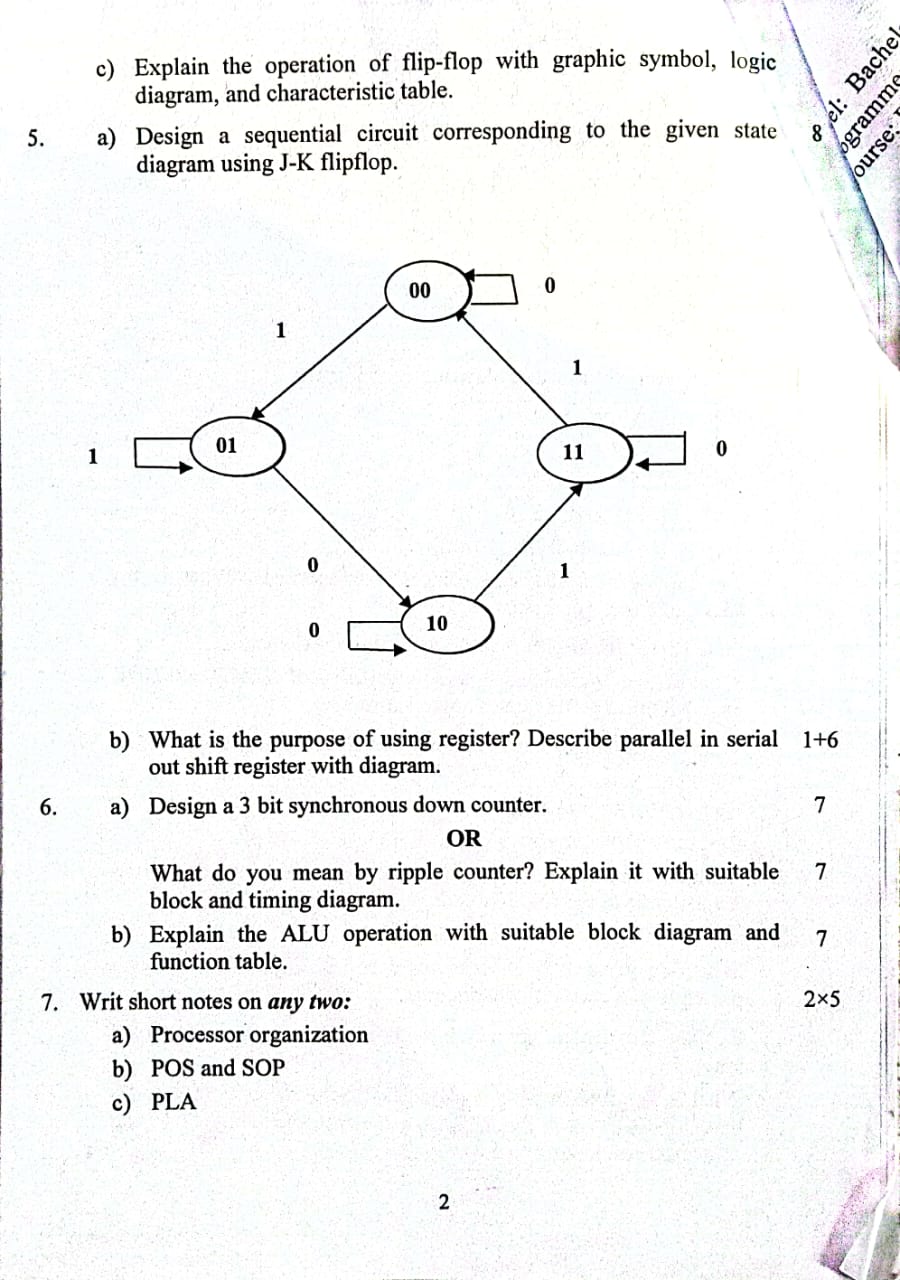 c) Explain the operation of flip-flop with graphic symbol, logic
diagram, and characteristic table.
5. a) Design a sequential circuit corresponding to the given state 8
diagram using J-K flipflop.
el: Bachel
ogramme
ourse:
00
0
1
1
01
1
11
0
0
1
0
10
b) What is the purpose of using register? Describe parallel in serial 1+6
out shift register with diagram.
6. a) Design a 3 bit synchronous down counter. 7
OR
What do you mean by ripple counter? Explain it with suitable 7
block and timing diagram.
b) Explain the ALU operation with suitable block diagram and 7
function table.
7. Writ short notes on any two: 2×5
a) Processor organization
b) POS and SOP
c) PLA
2